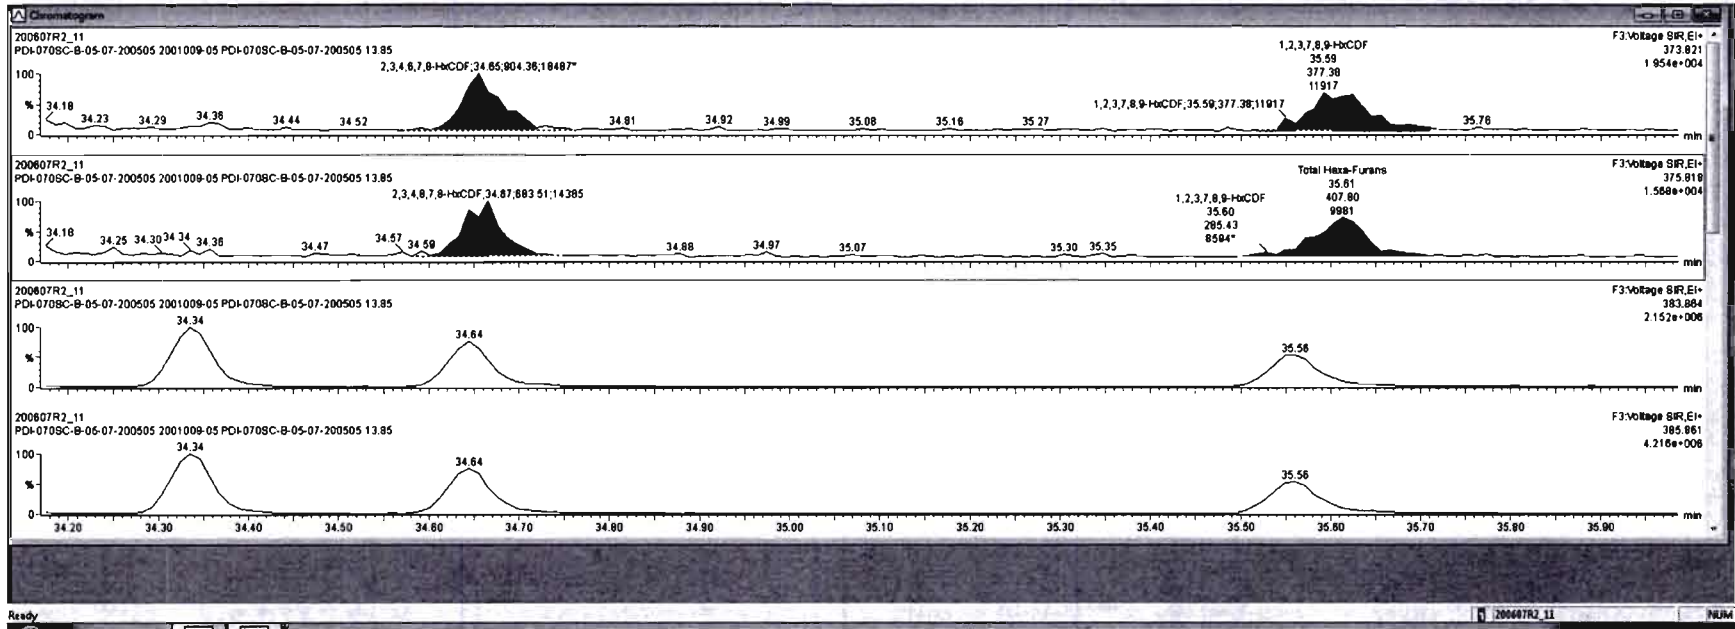 Chromatogram
200607R2_11
PDI-070SC-B-05-07-200505 2001009-05 PDI-070SC-B-05-07-200505 13.85
F3:Voltage SIR,EI+
373.821
1.954e+004
2,3,4,6,7,8-HxCDF;34.65;804.36;18487*
1,2,3,7,8,9-HxCDF
35.59
377.38
11917
1,2,3,7,8,9-HxCDF;35.59;377.38;11917
100
%
0
34.18 34.23 34.29 34.36 34.44 34.52 34.81 34.92 34.99 35.08 35.16 35.27 35.76
min
200607R2_11
PDI-070SC-B-05-07-200505 2001009-05 PDI-070SC-B-05-07-200505 13.85
F3:Voltage SIR,EI+
375.818
1.568e+004
2,3,4,6,7,8-HxCDF;34.67;683.51;14385
1,2,3,7,8,9-HxCDF
35.60
285.43
8594*
Total Hexa-Furans
35.61
407.80
9981
100
%
0
34.18 34.25 34.30 34.34 34.36 34.47 34.57 34.59 34.88 34.97 35.07 35.30 35.35
min
200607R2_11
PDI-070SC-B-05-07-200505 2001009-05 PDI-070SC-B-05-07-200505 13.85
F3:Voltage SIR,EI+
383.864
2.152e+006
100
%
0
34.34 34.64 35.56
min
200607R2_11
PDI-070SC-B-05-07-200505 2001009-05 PDI-070SC-B-05-07-200505 13.85
F3:Voltage SIR,EI+
385.861
4.216e+006
100
%
0
34.34 34.64 35.56
min
34.20 34.30 34.40 34.50 34.60 34.70 34.80 34.90 35.00 35.10 35.20 35.30 35.40 35.50 35.60 35.70 35.80 35.90
Ready
200607R2_11
NUM